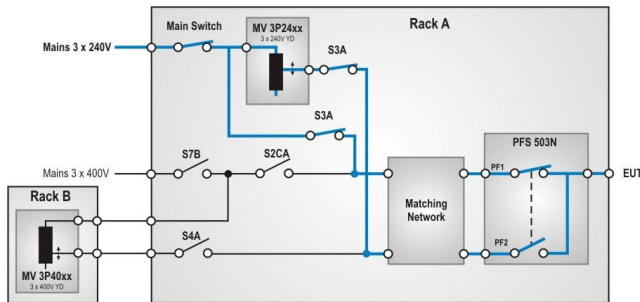 Rack A
Main Switch
MV 3P24xx
3 x 240V YD
Mains 3 x 240V
S3A
S3A
PFS 503N
S7B
S2CA
Mains 3 x 400V
PF1
EUT
Rack B
Matching
Network
S4A
PF2
MV 3P40xx
3 x 400V YD